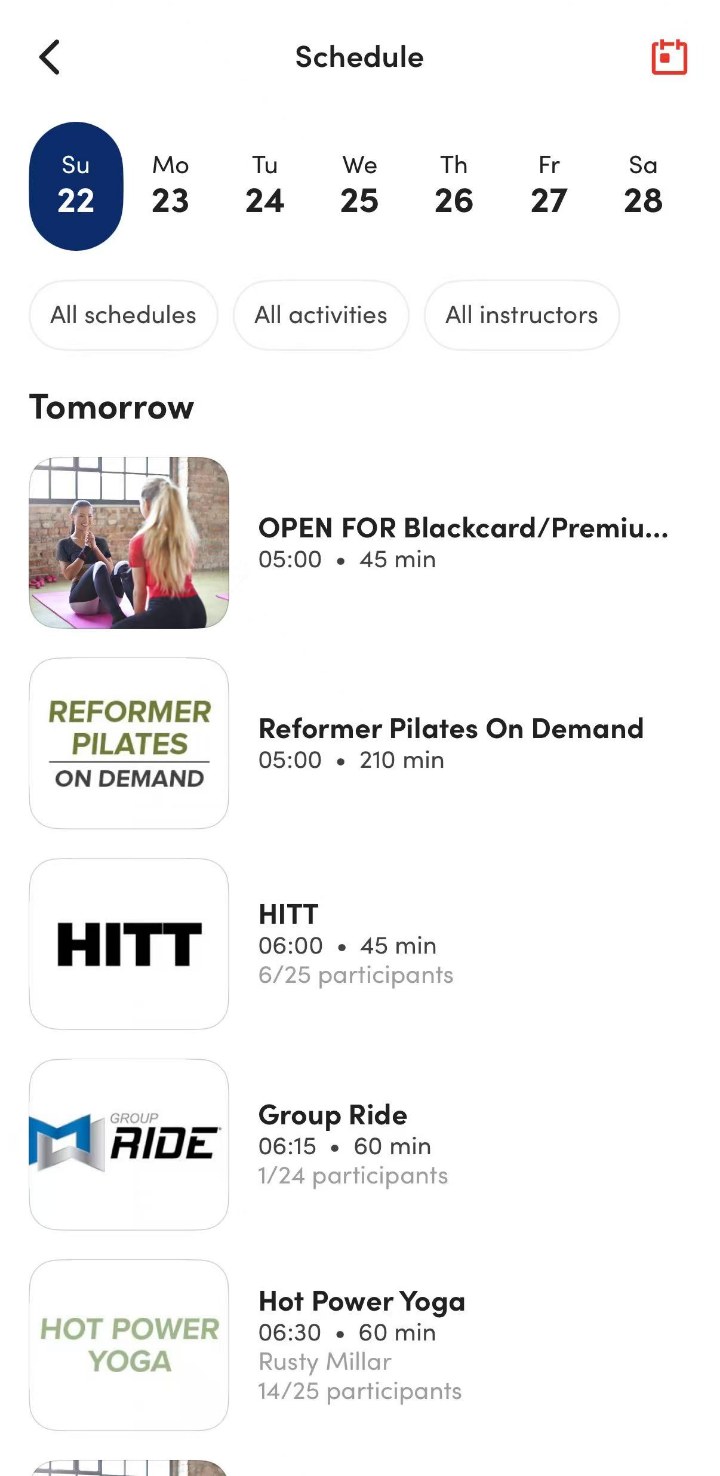 Schedule
Su Mo Tu We Th Fr Sa
22 23 24 25 26 27 28
All schedules All activities All instructors
Tomorrow
OPEN FOR Blackcard/Premiu...
05:00 • 45 min
REFORMER
PILATES
ON DEMAND
Reformer Pilates On Demand
05:00 • 210 min
HITT
HITT
06:00 • 45 min
6/25 participants
GROUP
RIDE
Group Ride
06:15 • 60 min
1/24 participants
HOT POWER
YOGA
Hot Power Yoga
06:30 • 60 min
Rusty Millar
14/25 participants